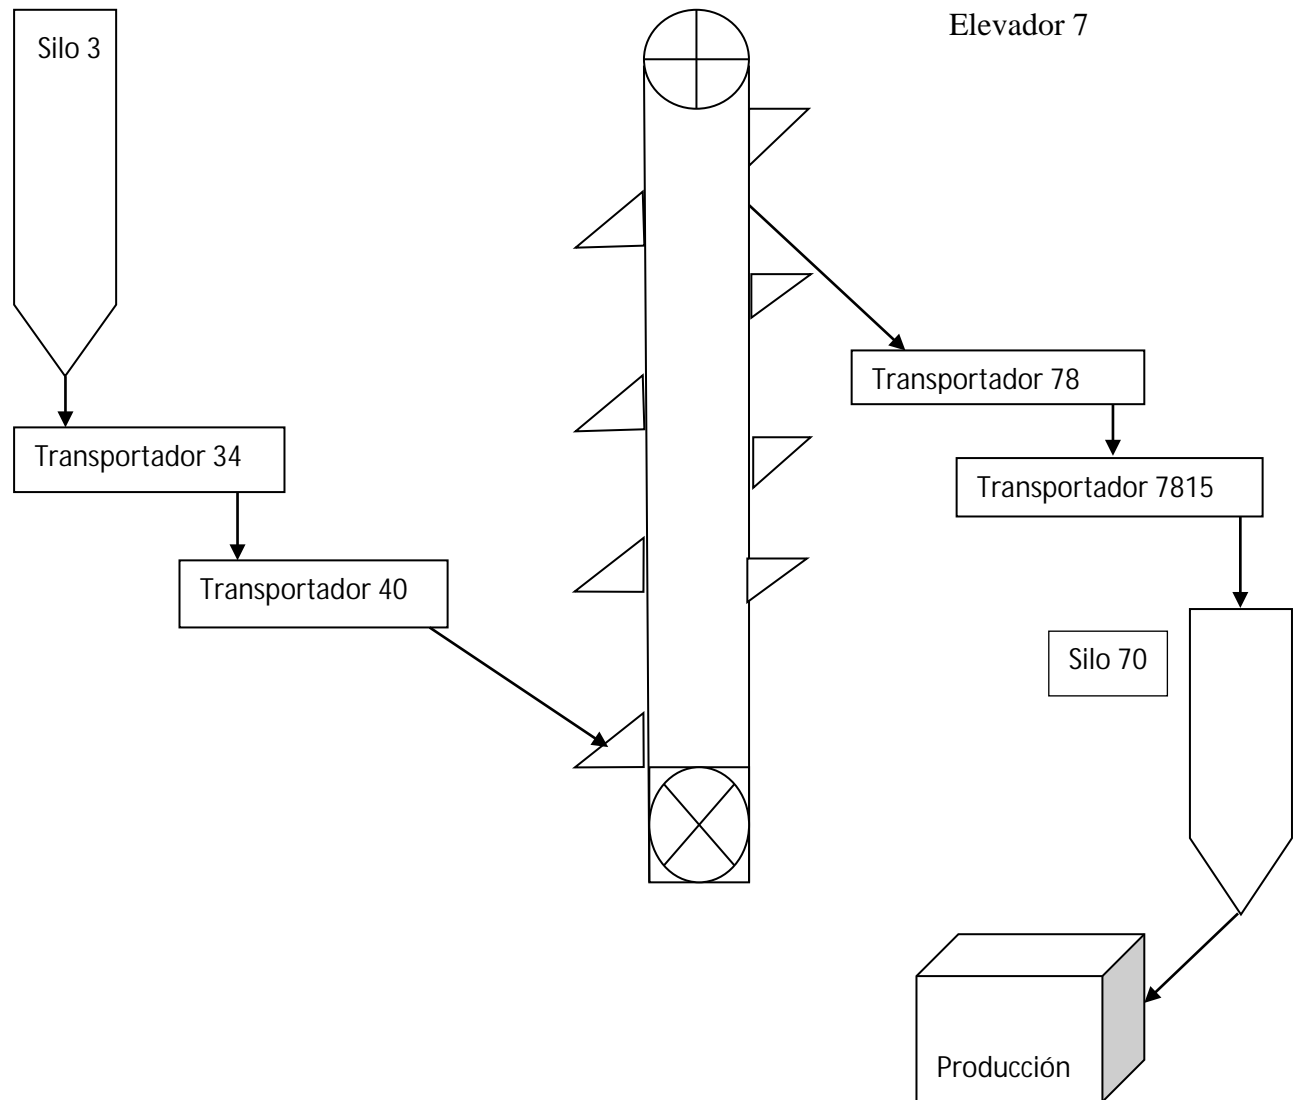 Elevador 7
Silo 3
Transportador 78
Transportador 34
Transportador 7815
Transportador 40
Silo 70
Producción